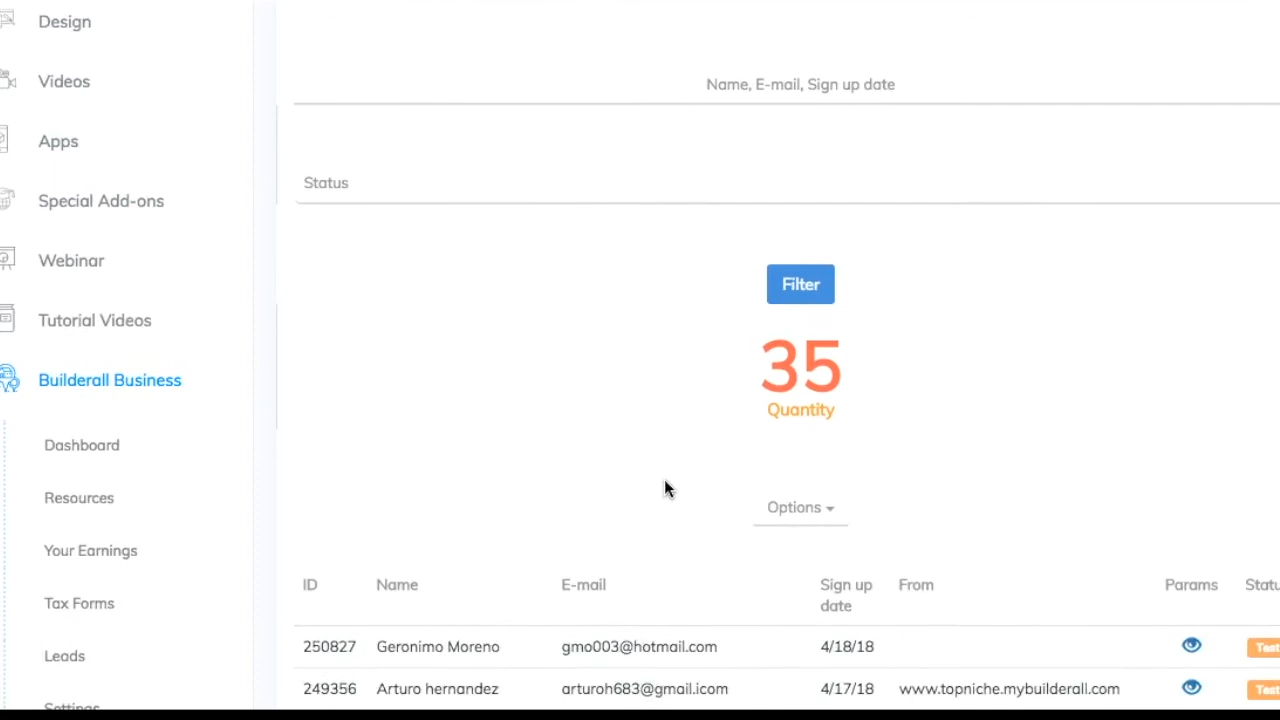 Design
Videos
Apps
Special Add-ons
Webinar
Tutorial Videos
Builderall Business
Dashboard
Resources
Your Earnings
Tax Forms
Leads
Settings
Name, E-mail, Sign up date
Status
Filter
35
Quantity
Options
ID Name E-mail Sign up date From Params Statu
250827 Geronimo Moreno gmo003@hotmail.com 4/18/18 Test
249356 Arturo hernandez arturoh683@gmail.icom 4/17/18 www.topniche.mybuilderall.com Test